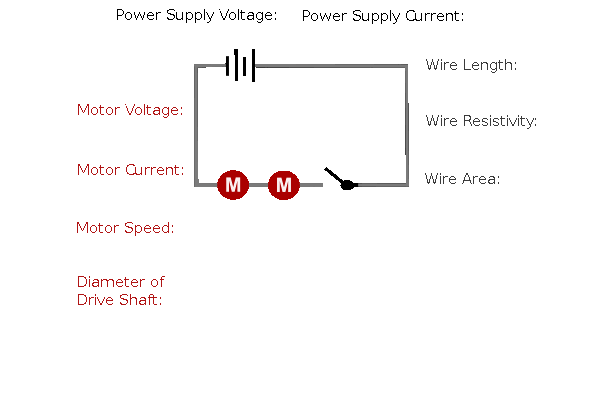 Power Supply Voltage:
Power Supply Current:
Wire Length:
Motor Voltage:
Wire Resistivity:
Motor Current:
M
M
Wire Area:
Motor Speed:
Diameter of
Drive Shaft: